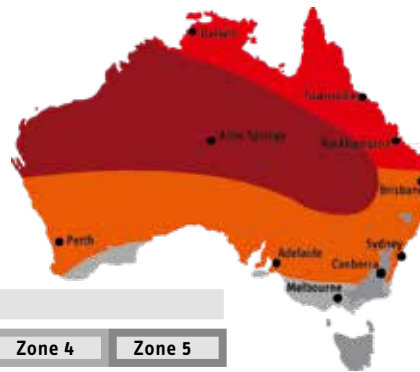 Darwin
Townsville
Alice Springs
Rockhampton
Brisbane
Perth
Sydney
Adelaide
Canberra
Melbourne
Zone 4 Zone 5